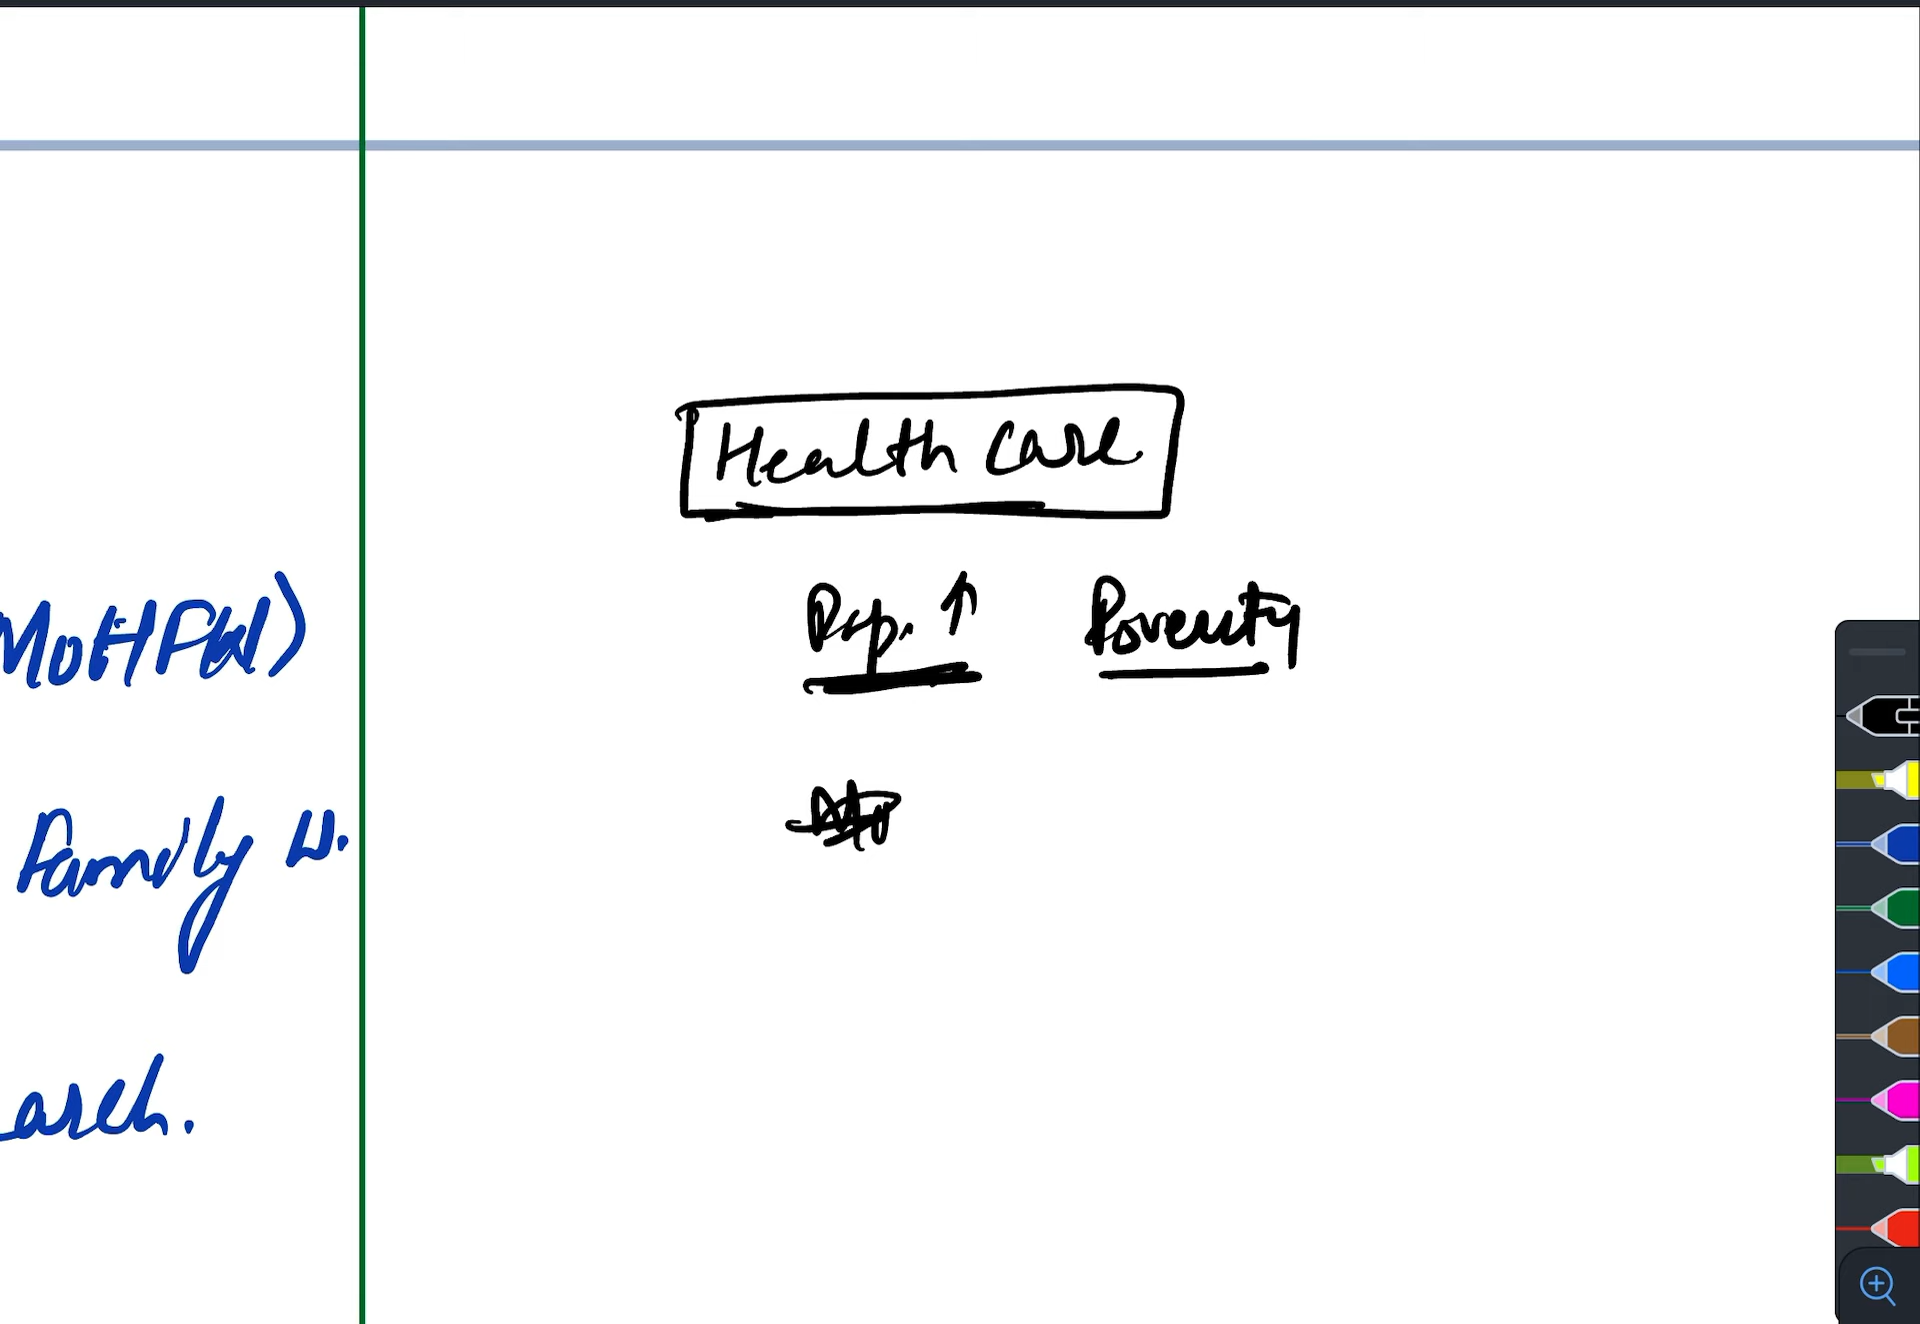 Health Care
Pop. ↑ Poverty
MoHFW)
Family W.
arch.